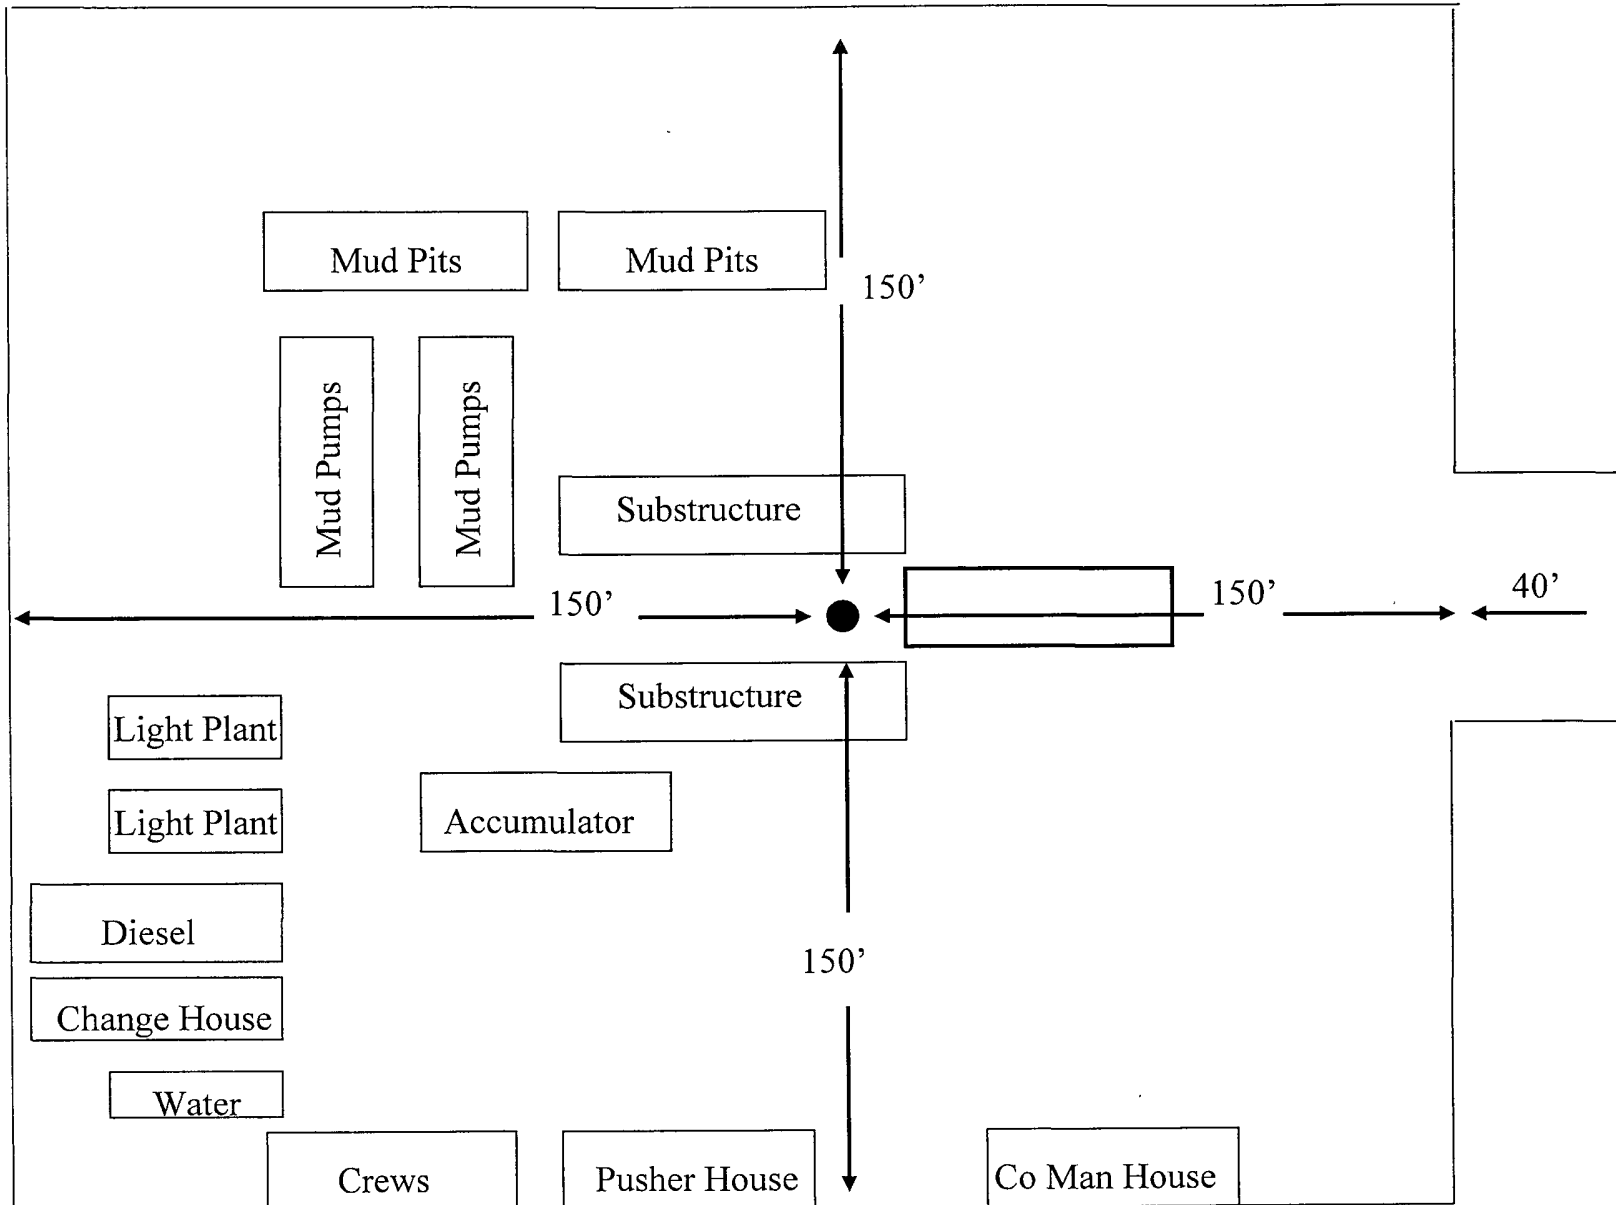 Mud Pits
Mud Pits
150’
Mud Pumps
Mud Pumps
Substructure
150’
150’
40’
Substructure
Light Plant
Light Plant
Accumulator
Diesel
150’
Change House
Water
Crews
Pusher House
Co Man House